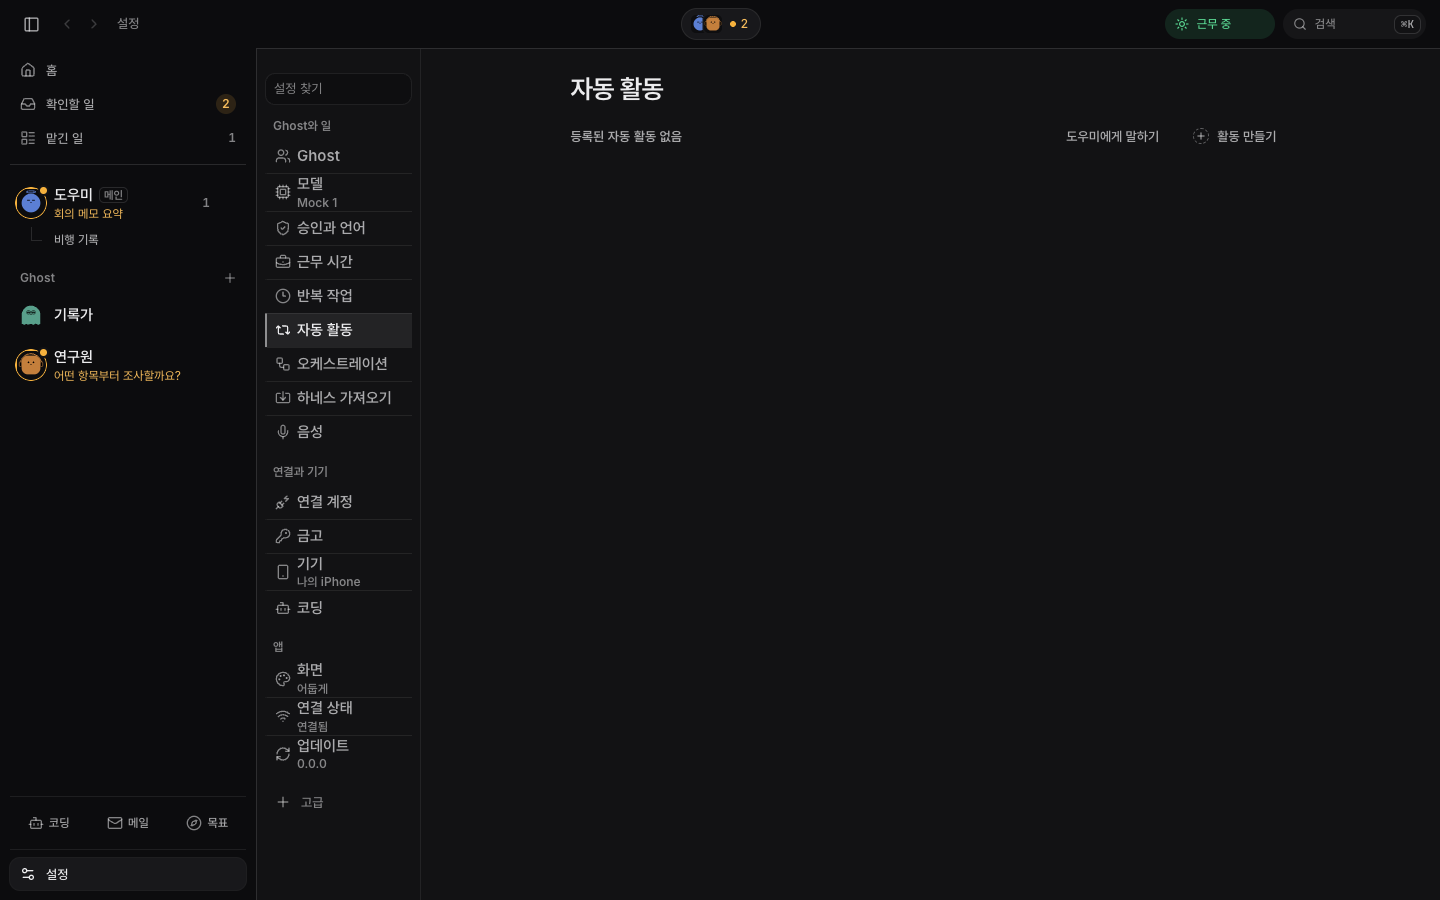 설정
2
근무 중
검색
⌘K
홈
확인할 일
2
맡긴 일
1
도우미
메인
회의 메모 요약
1
비행 기록
Ghost
기록가
연구원
어떤 항목부터 조사할까요?
코딩
메일
목표
설정
설정 찾기
Ghost와 일
Ghost
모델
Mock 1
승인과 언어
근무 시간
반복 작업
자동 활동
오케스트레이션
하네스 가져오기
음성
연결과 기기
연결 계정
금고
기기
나의 iPhone
코딩
앱
화면
어둡게
연결 상태
연결됨
업데이트
0.0.0
고급
자동 활동
등록된 자동 활동 없음
도우미에게 말하기
활동 만들기